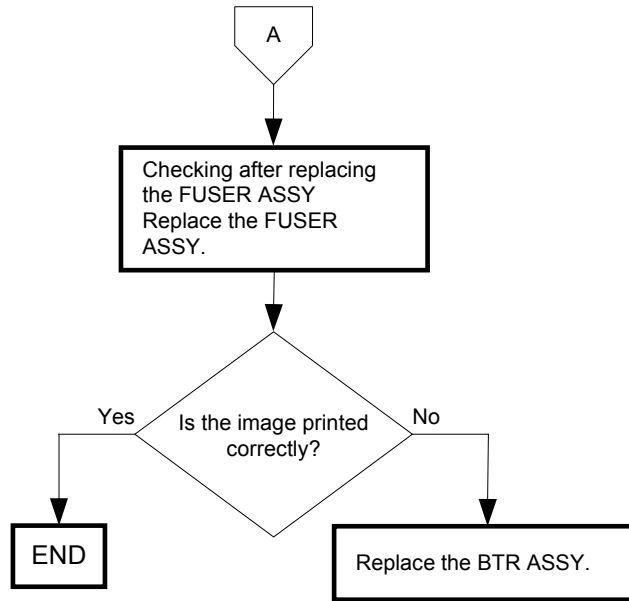 A
Checking after replacing
the FUSER ASSY
Replace the FUSER
ASSY.
Is the image printed
correctly?
Yes
No
END
Replace the BTR ASSY.